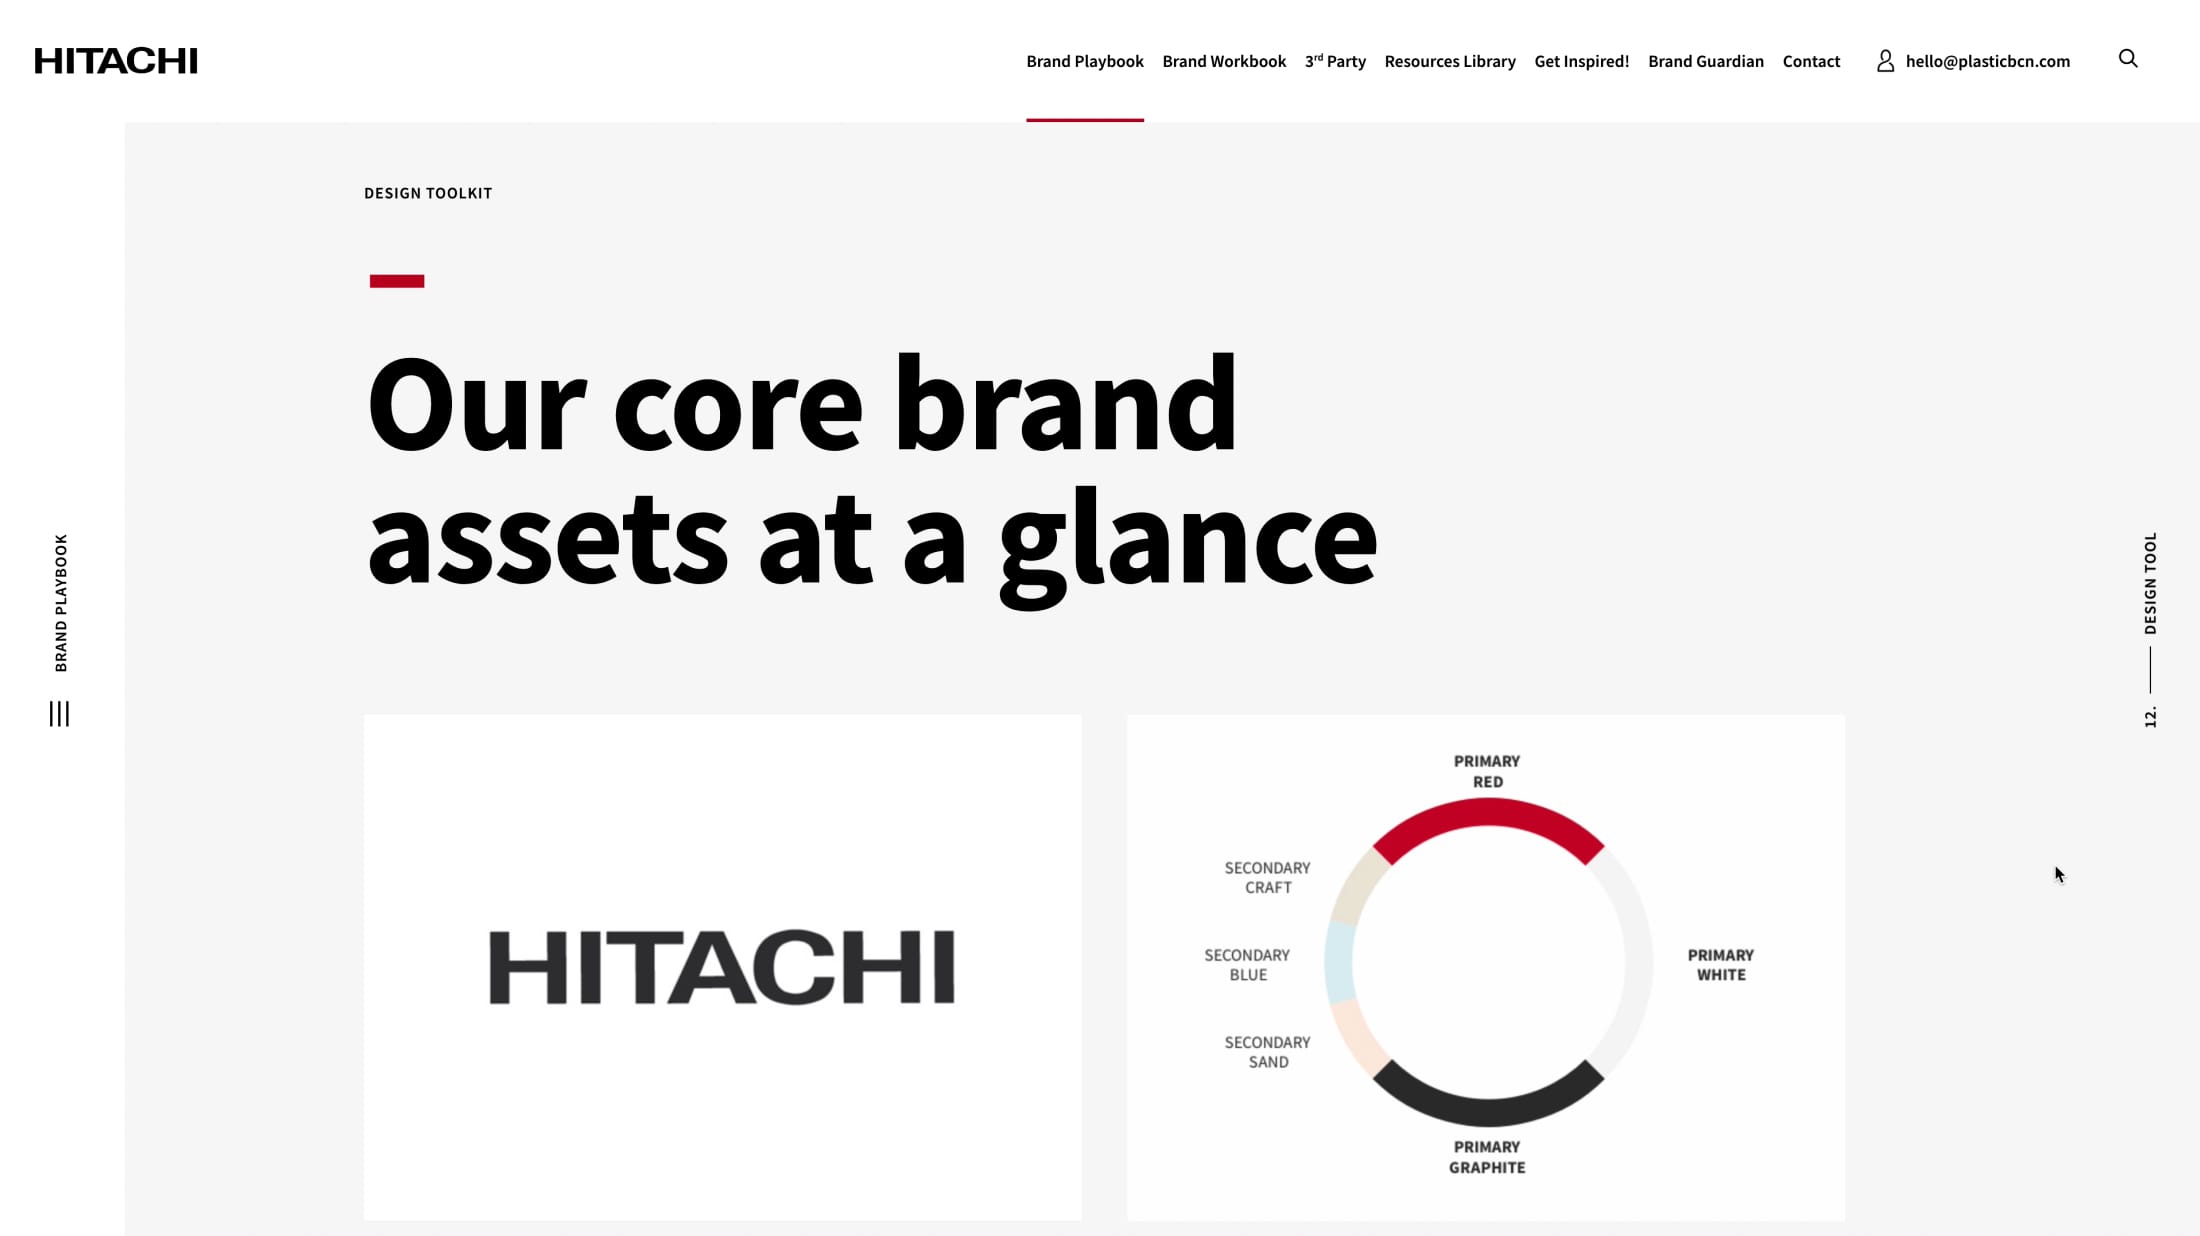 HITACHI
Brand Playbook
Brand Workbook
3rd Party
Resources Library
Get Inspired!
Brand Guardian
Contact
hello@plasticbcn.com
DESIGN TOOLKIT
Our core brand
assets at a glance
BRAND PLAYBOOK
12.
DESIGN TOOL
HITACHI
PRIMARY
RED
SECONDARY
CRAFT
SECONDARY
BLUE
SECONDARY
SAND
PRIMARY
WHITE
PRIMARY
GRAPHITE